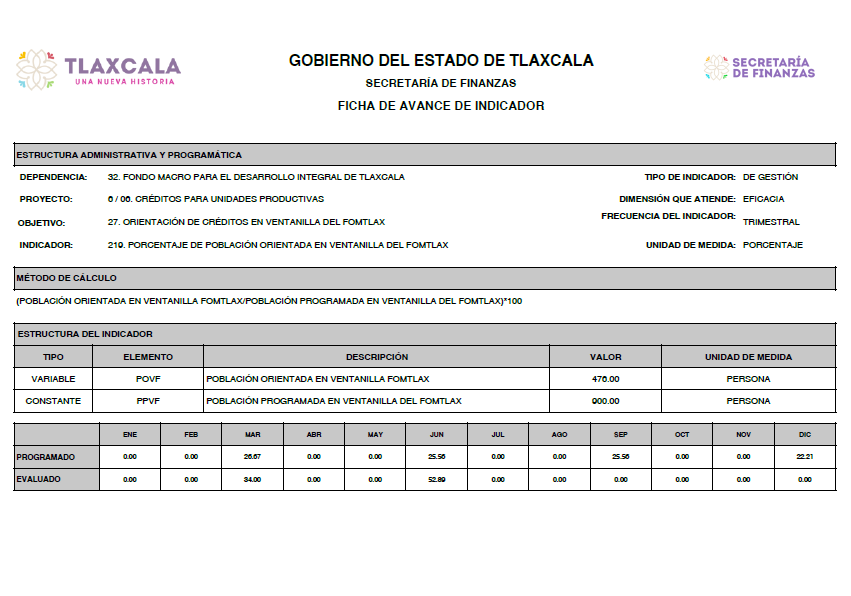 TLAXCALA
UNA NUEVA HISTORIA
GOBIERNO DEL ESTADO DE TLAXCALA
SECRETARÍA DE FINANZAS
FICHA DE AVANCE DE INDICADOR
SECRETARÍA
DE FINANZAS
ESTRUCTURA ADMINISTRATIVA Y PROGRAMÁTICA
DEPENDENCIA: 32. FONDO MACRO PARA EL DESARROLLO INTEGRAL DE TLAXCALA TIPO DE INDICADOR: DE GESTIÓN
PROYECTO: 6 / 06. CRÉDITOS PARA UNIDADES PRODUCTIVAS DIMENSIÓN QUE ATIENDE: EFICACIA
OBJETIVO: 27. ORIENTACIÓN DE CRÉDITOS EN VENTANILLA DEL FOMTLAX FRECUENCIA DEL INDICADOR: TRIMESTRAL
INDICADOR: 219. PORCENTAJE DE POBLACIÓN ORIENTADA EN VENTANILLA DEL FOMTLAX UNIDAD DE MEDIDA: PORCENTAJE
MÉTODO DE CÁLCULO
(POBLACIÓN ORIENTADA EN VENTANILLA FOMTLAX/POBLACIÓN PROGRAMADA EN VENTANILLA DEL FOMTLAX)*100
ESTRUCTURA DEL INDICADOR
TIPO ELEMENTO DESCRIPCIÓN VALOR UNIDAD DE MEDIDA
VARIABLE POVF POBLACIÓN ORIENTADA EN VENTANILLA FOMTLAX 476.00 PERSONA
CONSTANTE PPVF POBLACIÓN PROGRAMADA EN VENTANILLA DEL FOMTLAX 900.00 PERSONA
ENE FEB MAR ABR MAY JUN JUL AGO SEP OCT NOV DIC
PROGRAMADO 0.00 0.00 26.67 0.00 0.00 25.56 0.00 0.00 25.56 0.00 0.00 22.21
EVALUADO 0.00 0.00 34.00 0.00 0.00 52.89 0.00 0.00 0.00 0.00 0.00 0.00